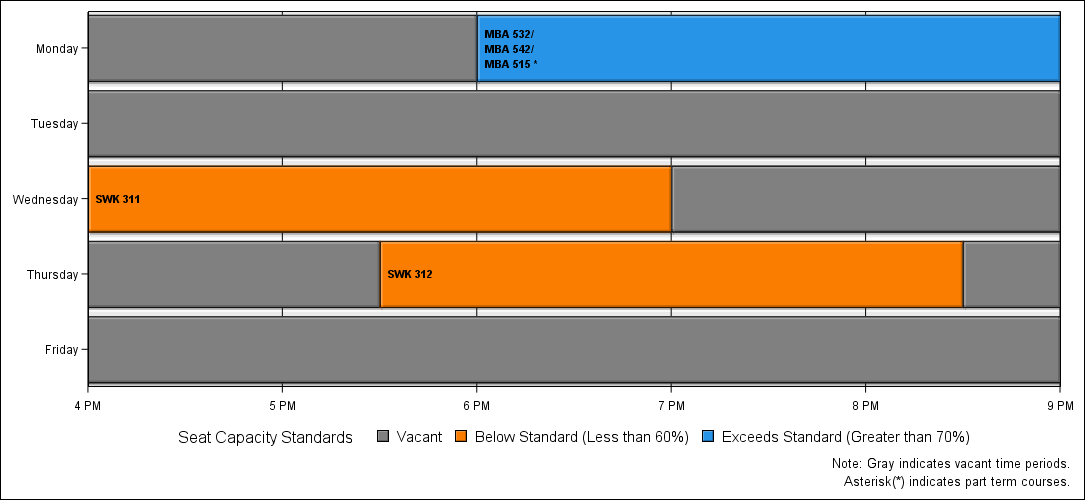 Monday
MBA 532/
MBA 542/
MBA 515 *
Tuesday
Wednesday
SWK 311
Thursday
SWK 312
Friday
4 PM 5 PM 6 PM 7 PM 8 PM 9 PM
Seat Capacity Standards Vacant Below Standard (Less than 60%) Exceeds Standard (Greater than 70%)
Note: Gray indicates vacant time periods.
Asterisk(*) indicates part term courses.